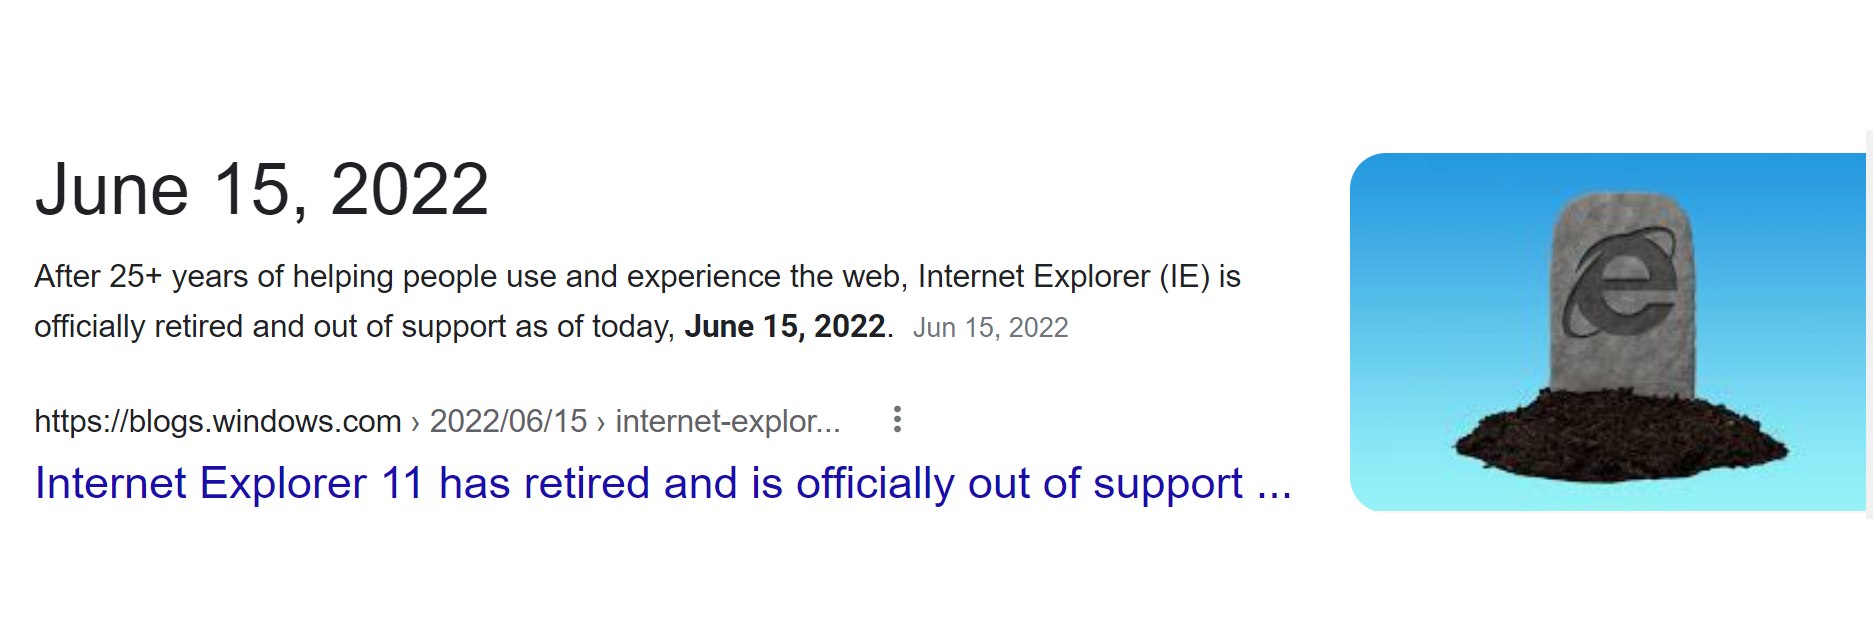 June 15, 2022
After 25+ years of helping people use and experience the web, Internet Explorer (IE) is
officially retired and out of support as of today, June 15, 2022. Jun 15, 2022
https://blogs.windows.com › 2022/06/15 › internet-explor...
Internet Explorer 11 has retired and is officially out of support ...